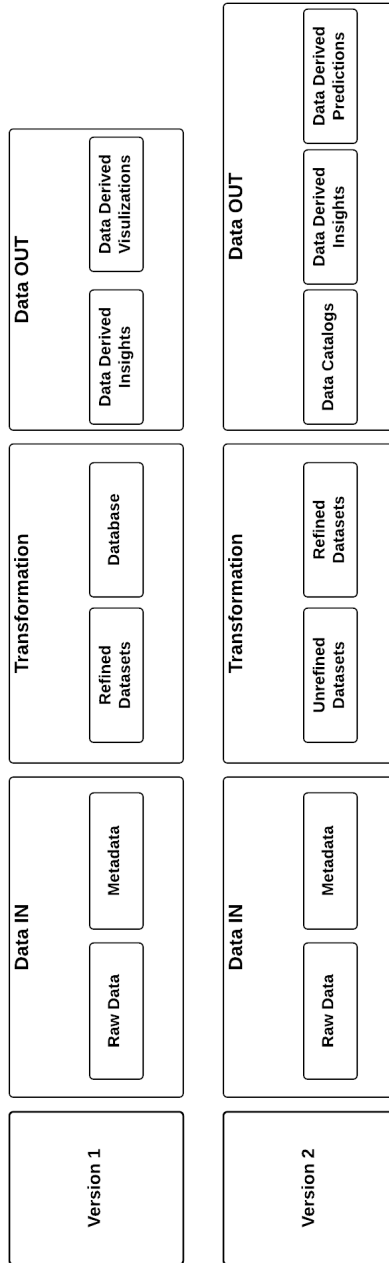 Version 1
Data IN
Raw Data
Metadata
Transformation
Refined
Datasets
Database
Data OUT
Data Derived
Insights
Data Derived
Visulizations
Version 2
Data IN
Raw Data
Metadata
Transformation
Unrefined
Datasets
Refined
Datasets
Data OUT
Data Catalogs
Data Derived
Insights
Data Derived
Predictions